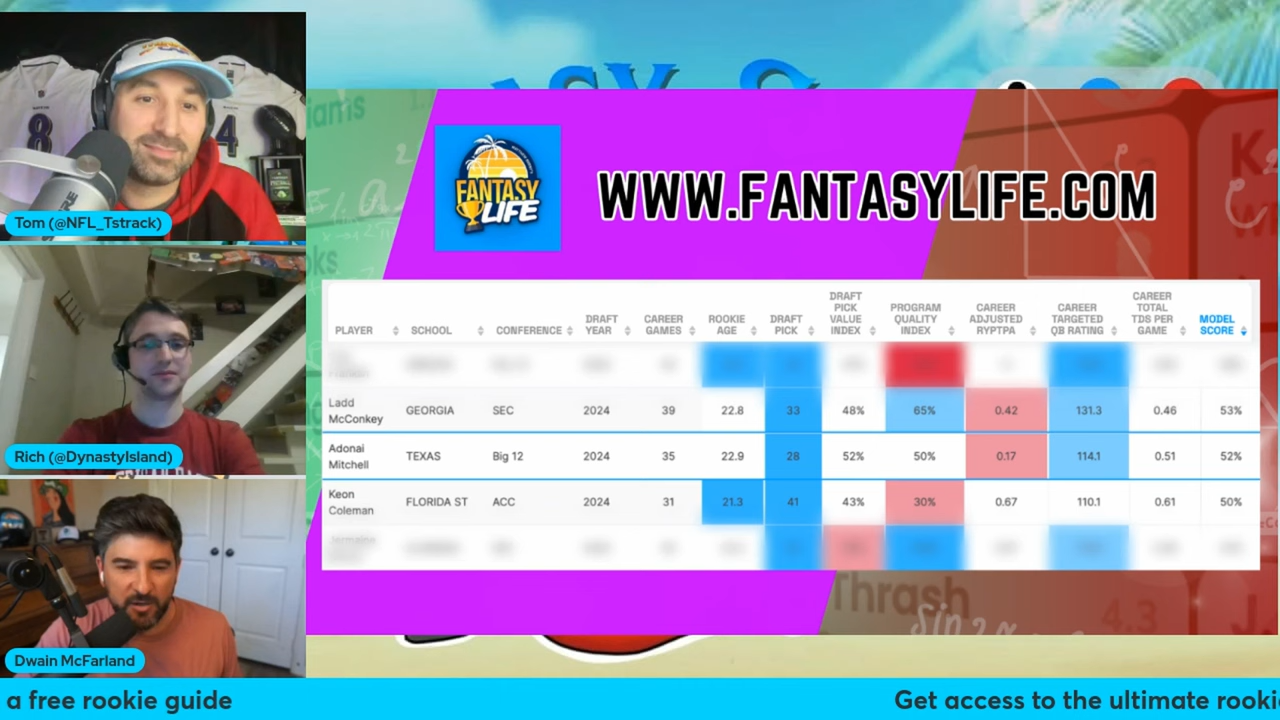 8
4
Tom (@NFL_Tstrack)
Rich (@DynastyIsland)
Dwain McFarland
FANTASY
LIFE
WWW.FANTASYLIFE.COM
PLAYER SCHOOL CONFERENCE DRAFT YEAR CAREER GAMES ROOKIE AGE DRAFT PICK DRAFT PICK VALUE INDEX PROGRAM QUALITY INDEX CAREER ADJUSTED RYPTPA CAREER TARGETED QB RATING CAREER TOTAL TDS PER GAME MODEL SCORE
Ladd McConkey GEORGIA SEC 2024 39 22.8 33 48% 65% 0.42 131.3 0.46 53%
Adonai Mitchell TEXAS Big 12 2024 35 22.9 28 52% 50% 0.17 114.1 0.51 52%
Keon Coleman FLORIDA ST ACC 2024 31 21.3 41 43% 30% 0.67 110.1 0.61 50%
Thrash
4.3
a free rookie guide
Get access to the ultimate